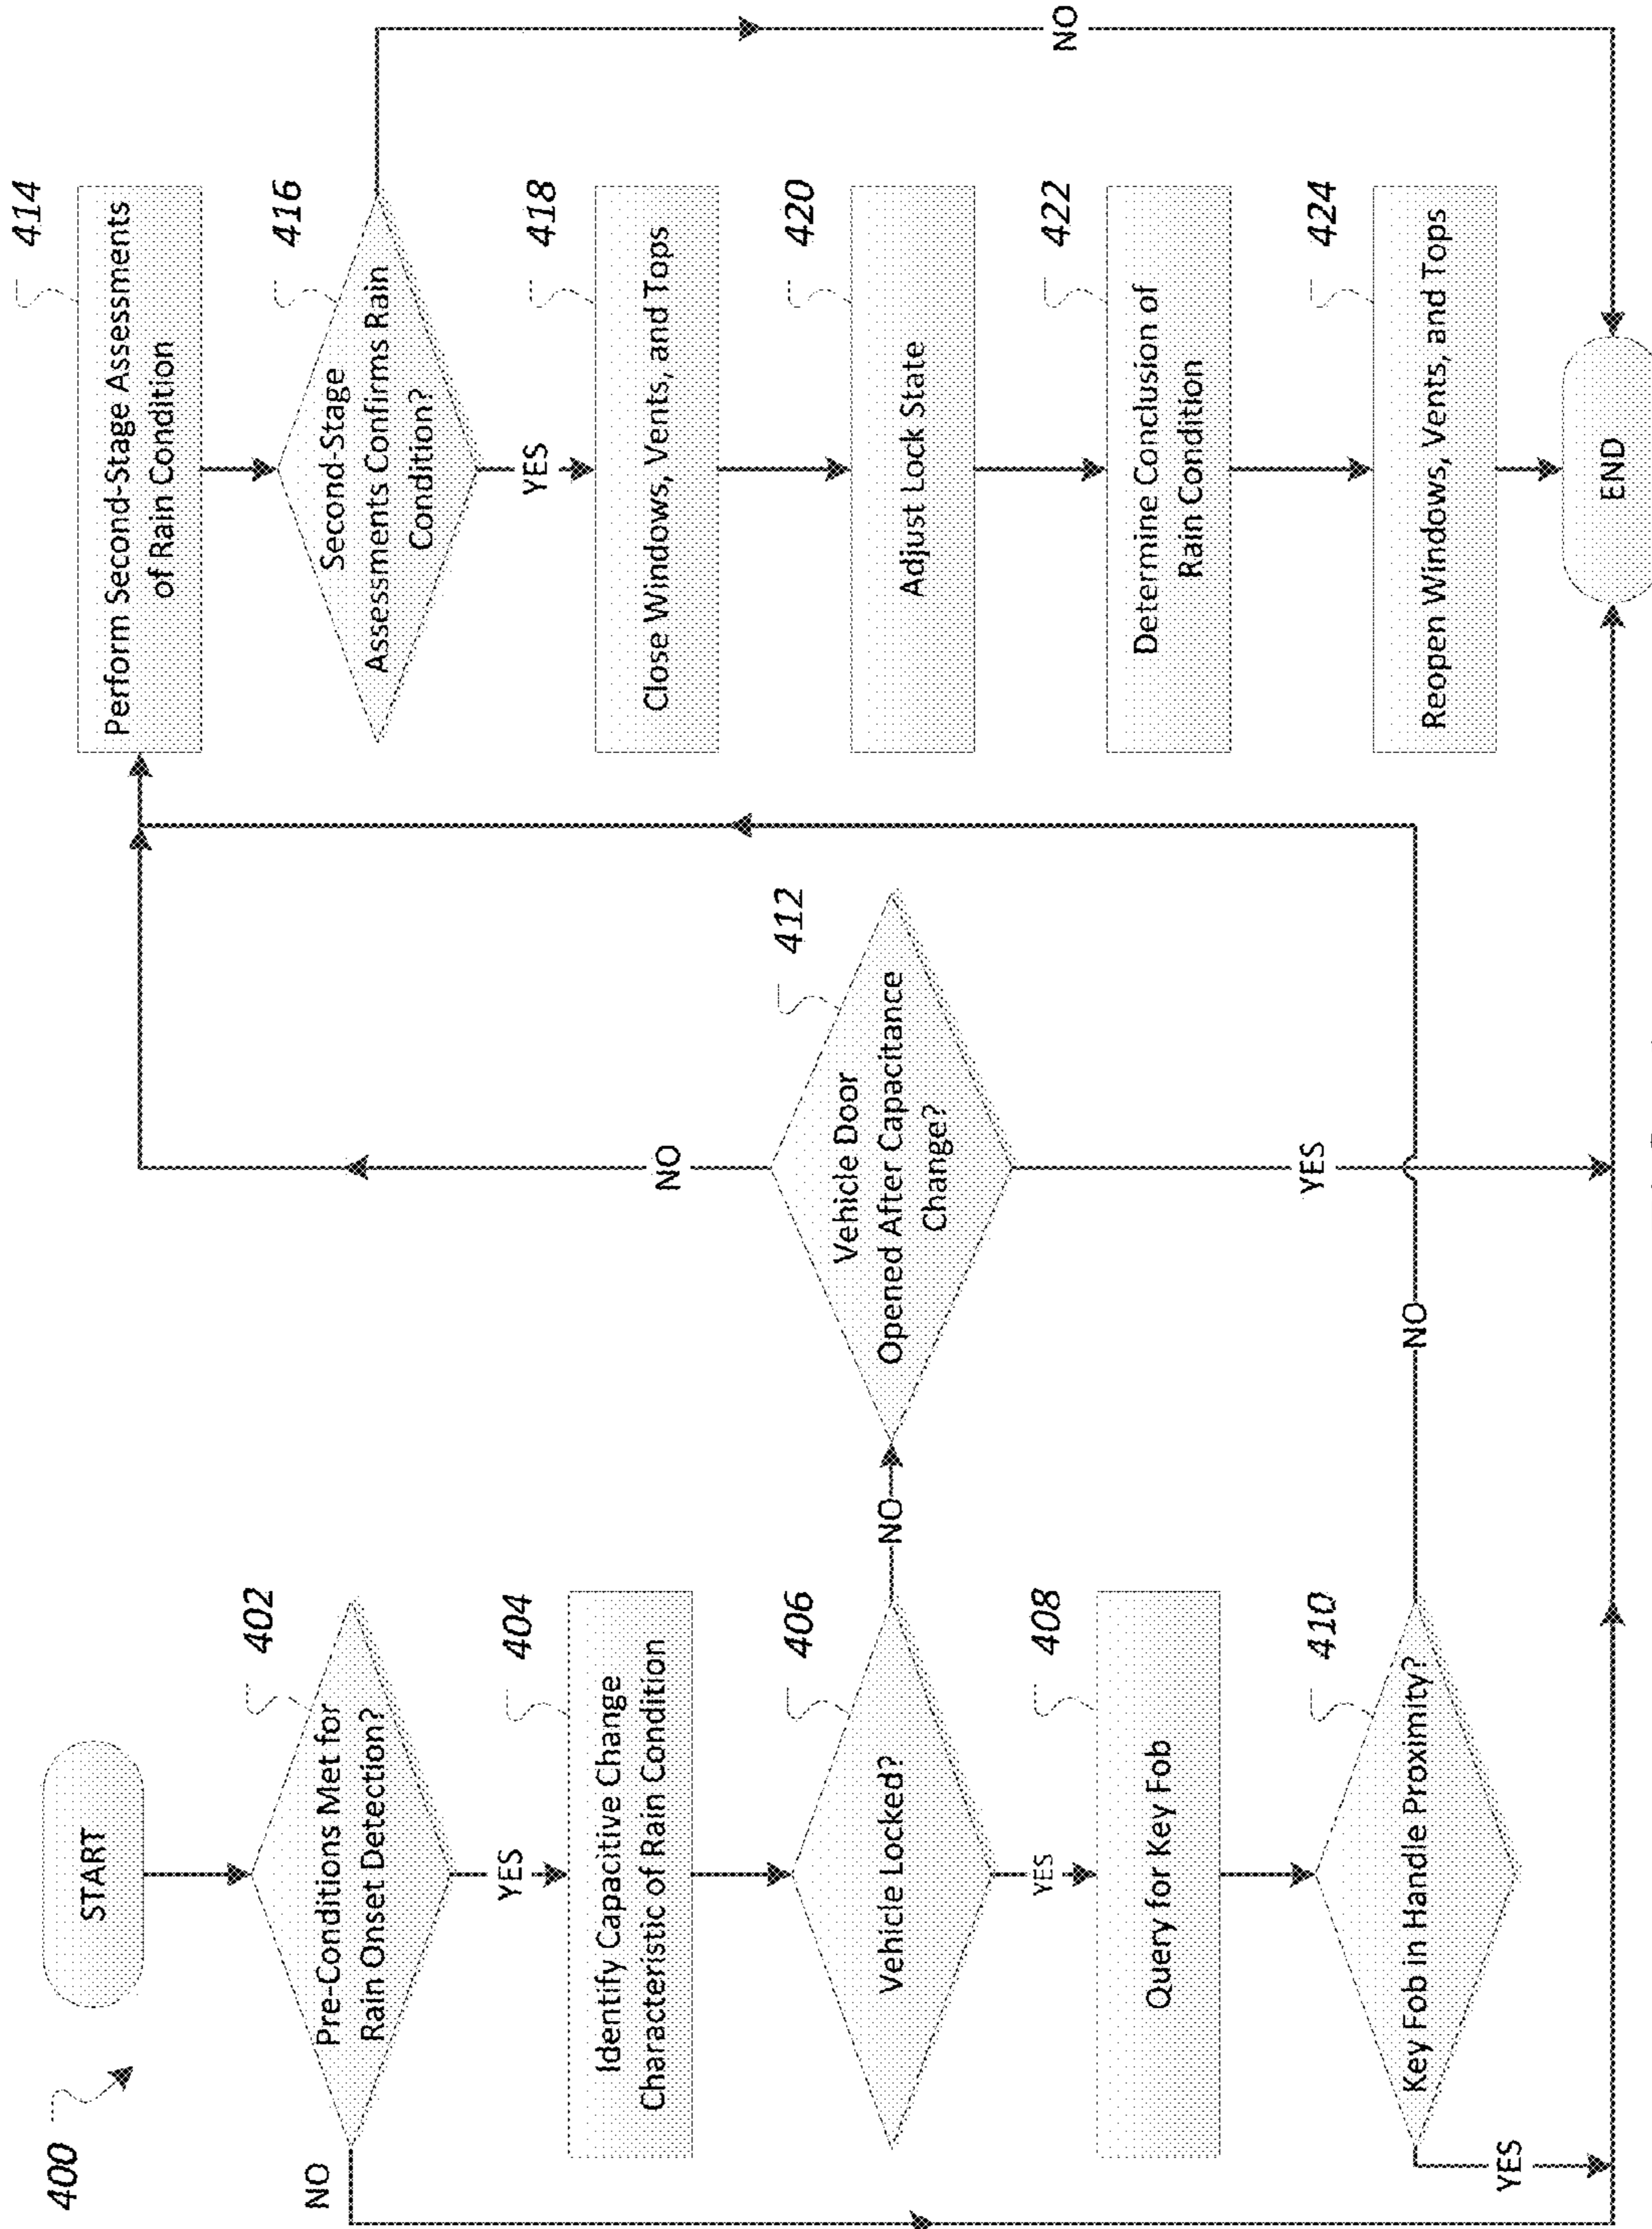 400
START
402
Pre-Conditions Met for
Rain Onset Detection?
NO
YES
404
Identify Capacitive Change
Characteristic of Rain Condition
406
Vehicle Locked?
NO
YES
408
Query for Key Fob
410
Key Fob in Handle Proximity?
YES
NO
412
Vehicle Door
Opened After Capacitance
Change?
NO
YES
414
Perform Second-Stage Assessments
of Rain Condition
416
Second-Stage
Assessments Confirms Rain
Condition?
NO
YES
418
Close Windows, Vents, and Tops
420
Adjust Lock State
422
Determine Conclusion of
Rain Condition
424
Reopen Windows, Vents, and Tops
END